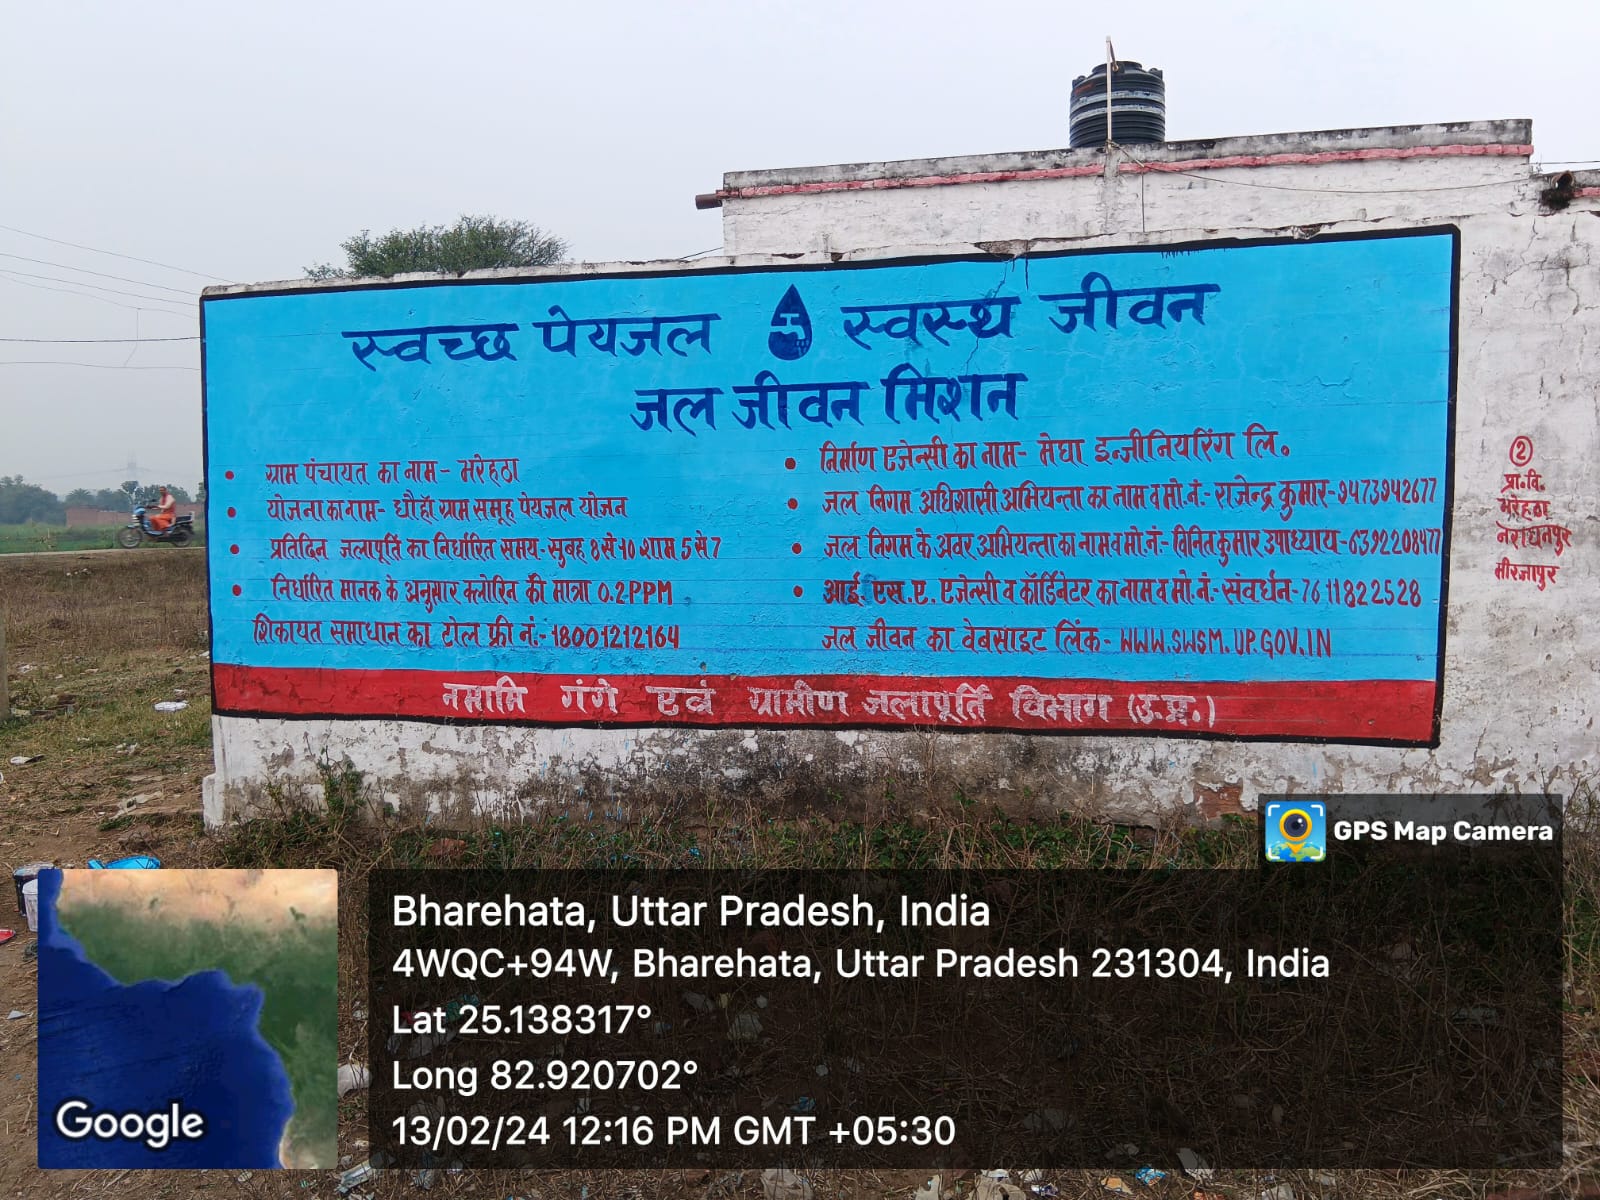 स्वच्छ पेयजल स्वस्थ जीवन
जल जीवन मिशन
• ग्राम पंचायत का नाम - भरेहठा
• योजना का नाम - धौहाँ ग्राम समूह पेयजल योजन
• प्रतिदिन जलापूर्ति का निर्धारित समय - सुबह 8 से 10 शाम 5 से 7
• निर्धारित मानक के अनुसार क्लोरिन की मात्रा 0.2PPM
शिकायत समाधान का टोल फ्री नं.- 18001212164
• निर्माण एजेन्सी का नाम - मेघा इन्जीनियरिंग लि॰
• जल निगम अधिशासी अभियन्ता का नाम व मो.नं.- राजेन्द्र कुमार - 9473942677
• जल निगम के अवर अभियन्ता का नाम व मो.नं.- विनित कुमार उपाध्याय - 6392208477
• आई. एस. ए. एजेन्सी व कॉर्डिनेटर का नाम व मो.नं.- संवर्धन - 7611822528
जल जीवन का वेबसाइट लिंक - WWW.SWSM.UP.GOV.IN
नमामि गंगे एवं ग्रामीण जलापूर्ति विभाग (उ.प्र.)
2
प्रा.वि.
भरेहठा
नरायनपुर
मीरजापुर
GPS Map Camera
Bharehata, Uttar Pradesh, India
4WQC+94W, Bharehata, Uttar Pradesh 231304, India
Lat 25.138317°
Long 82.920702°
13/02/24 12:16 PM GMT +05:30
Google